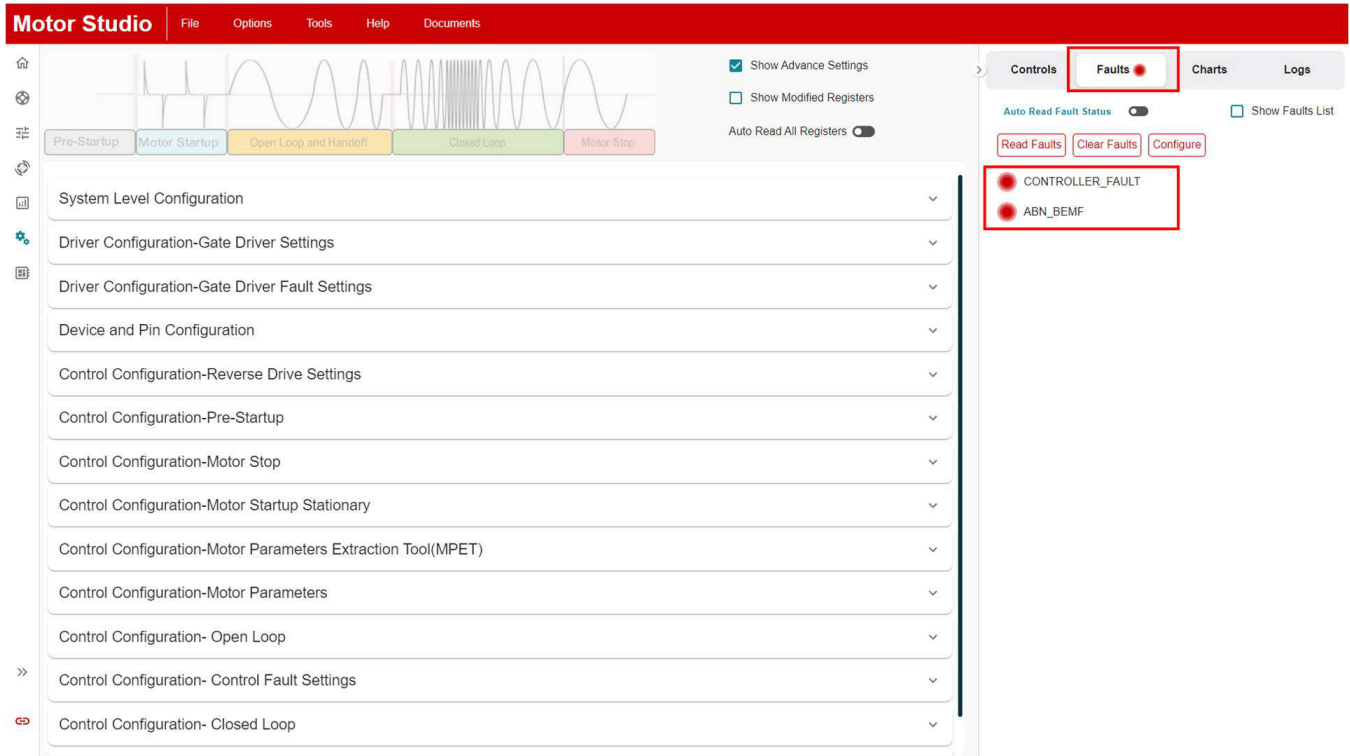 Motor Studio File Options Tools Help Documents
Pre-Startup Motor Startup Open Loop and Handoff Closed Loop Motor Stop
Show Advance Settings
Show Modified Registers
Auto Read All Registers
System Level Configuration
Driver Configuration-Gate Driver Settings
Driver Configuration-Gate Driver Fault Settings
Device and Pin Configuration
Control Configuration-Reverse Drive Settings
Control Configuration-Pre-Startup
Control Configuration-Motor Stop
Control Configuration-Motor Startup Stationary
Control Configuration-Motor Parameters Extraction Tool(MPET)
Control Configuration-Motor Parameters
Control Configuration- Open Loop
Control Configuration- Control Fault Settings
Control Configuration- Closed Loop
Controls Faults Charts Logs
Auto Read Fault Status Show Faults List
Read Faults Clear Faults Configure
CONTROLLER_FAULT
ABN_BEMF